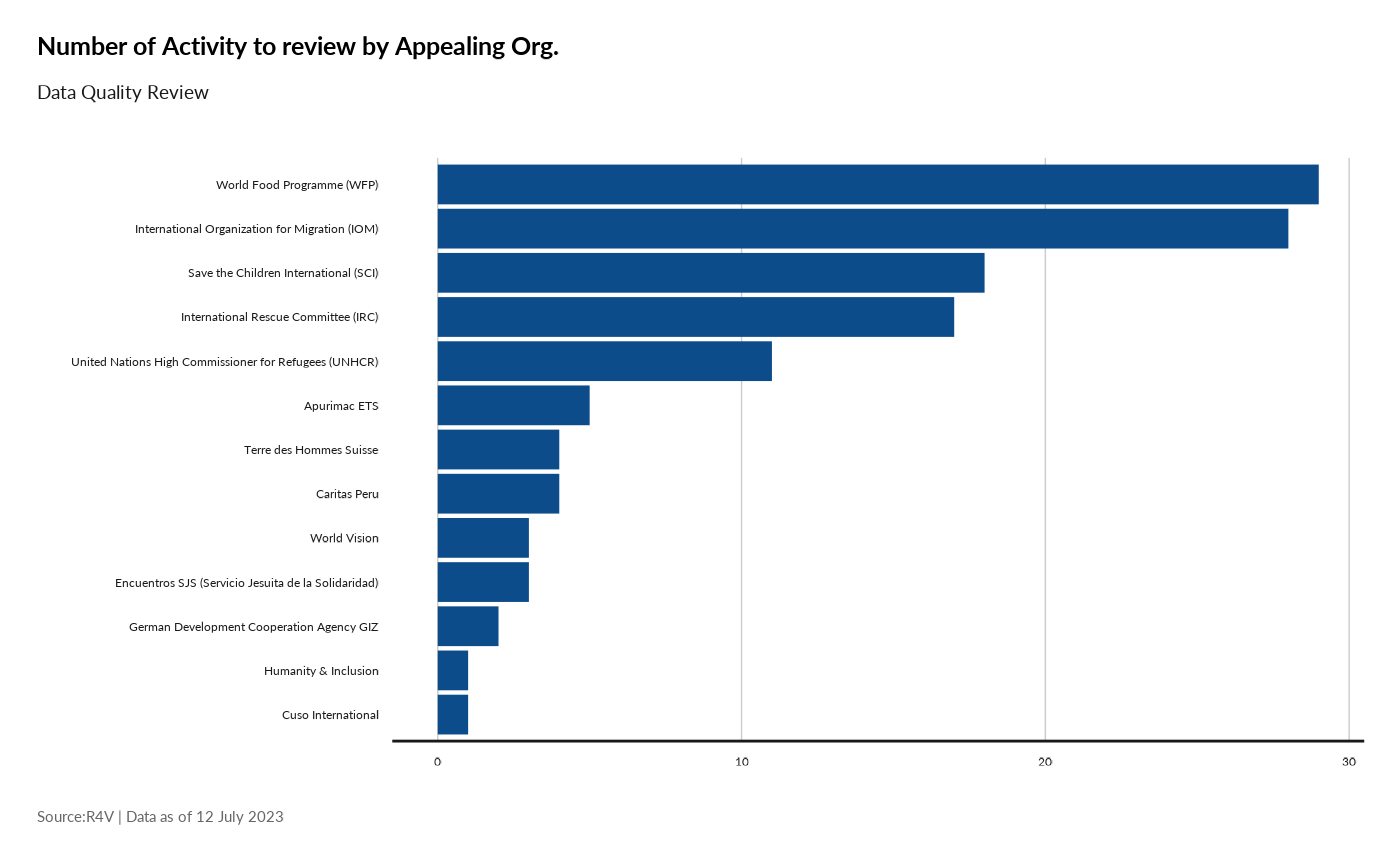 Number of Activity to review by Appealing Org.
Data Quality Review
World Food Programme (WFP)
International Organization for Migration (IOM)
Save the Children International (SCI)
International Rescue Committee (IRC)
United Nations High Commissioner for Refugees (UNHCR)
Apurimac ETS
Terre des Hommes Suisse
Caritas Peru
World Vision
Encuentros SJS (Servicio Jesuita de la Solidaridad)
German Development Cooperation Agency GIZ
Humanity & Inclusion
Cuso International
0 10 20 30
Source:R4V | Data as of 12 July 2023